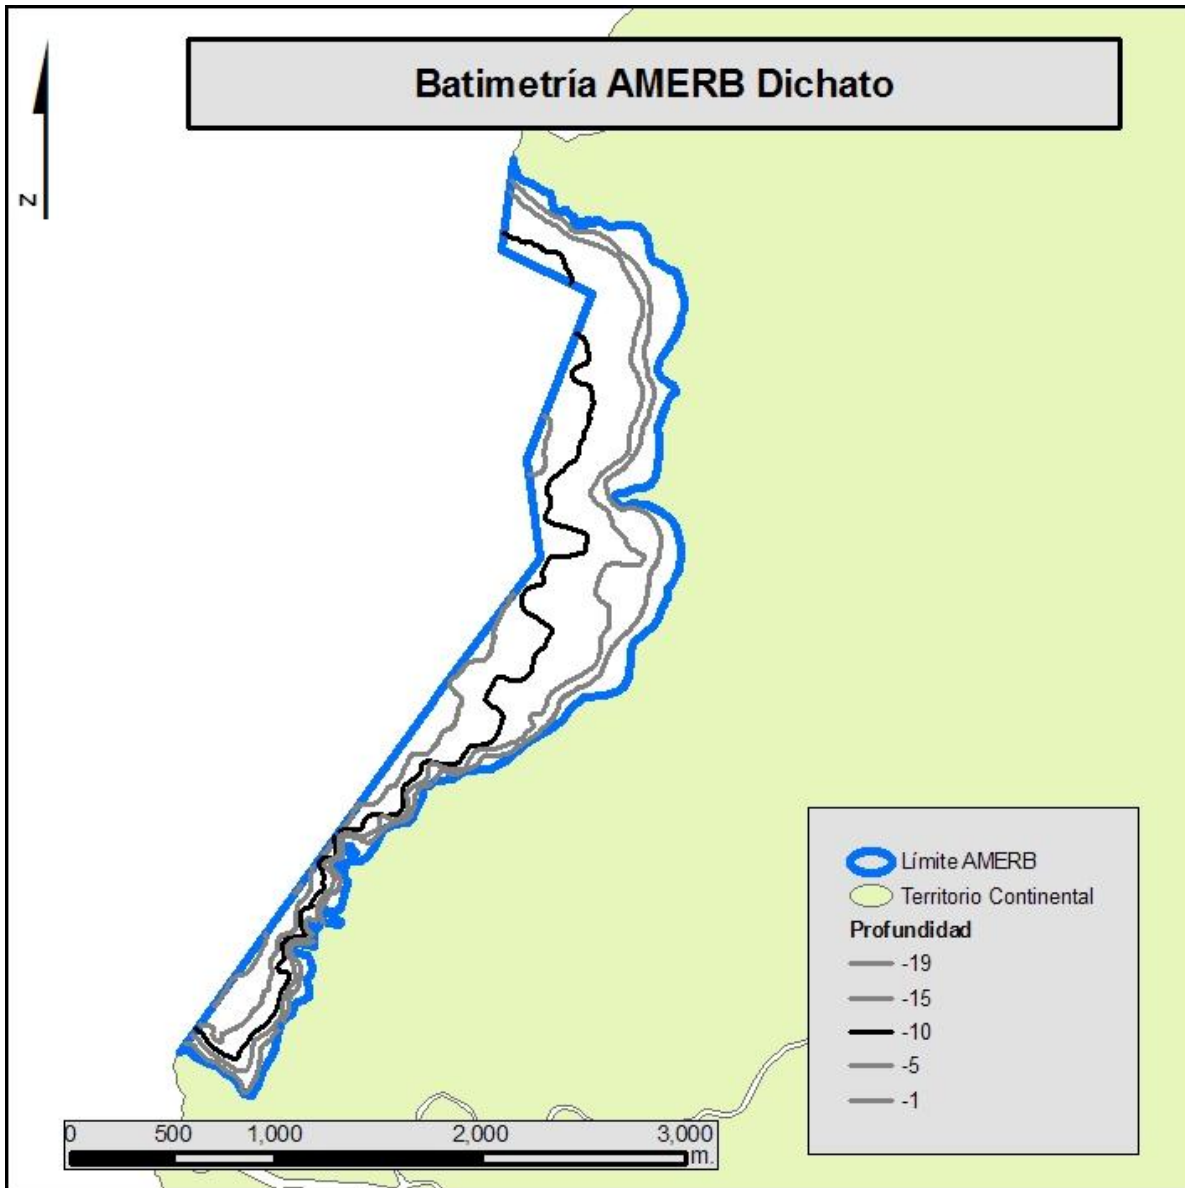 Batimetría AMERB Dichato
N
Límite AMERB
Territorio Continental
Profundidad
-19
-15
-10
-5
-1
0 500 1,000 2,000 3,000
m.